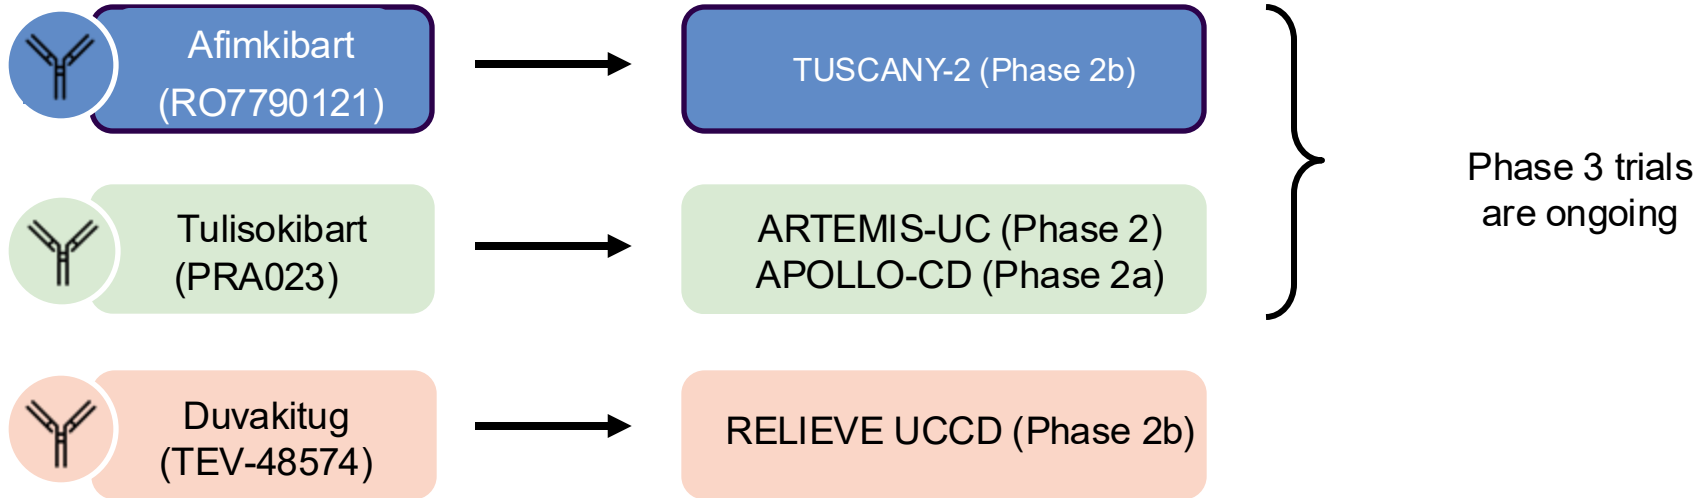 Afimkibart
(RO7790121)
TUSCANY-2 (Phase 2b)
Tulisokibart
(PRA023)
ARTEMIS-UC (Phase 2)
APOLLO-CD (Phase 2a)
Phase 3 trials
are ongoing
Duvakitug
(TEV-48574)
RELIEVE UCCD (Phase 2b)